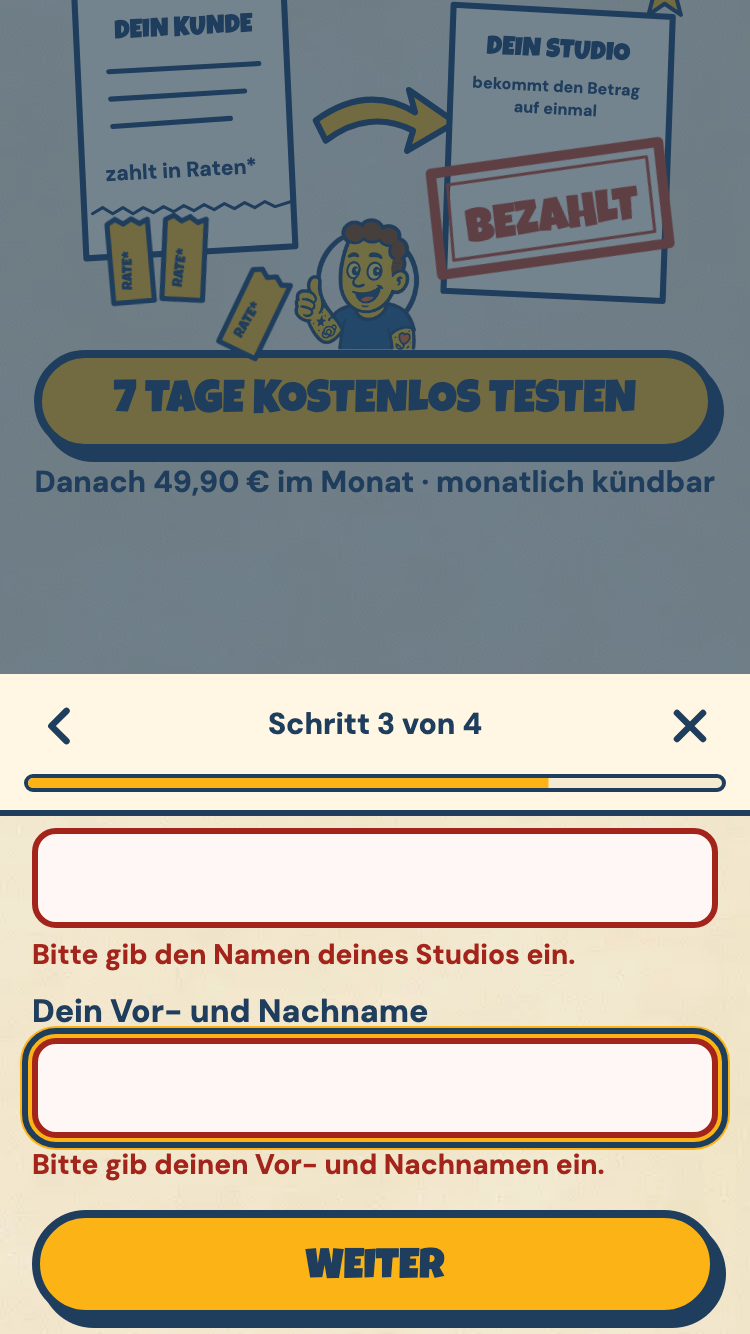 DEIN KUNDE
zahlt in Raten*
RATE*
RATE*
RATE*
DEIN STUDIO
bekommt den Betrag
auf einmal
BEZAHLT
7 TAGE KOSTENLOS TESTEN
Danach 49,90 € im Monat · monatlich kündbar
Schritt 3 von 4
Bitte gib den Namen deines Studios ein.
Dein Vor- und Nachname
Bitte gib deinen Vor- und Nachnamen ein.
WEITER